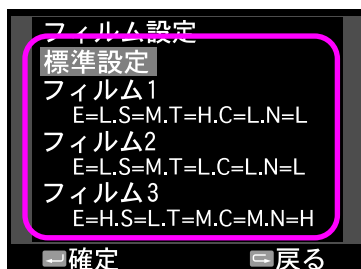 フィルム設定
標準設定
フィルム1
E=L.S=M.T=H.C=L.N=L
フィルム2
E=L.S=M.T=L.C=L.N=L
フィルム3
E=H.S=L.T=M.C=M.N=H
確定 戻る